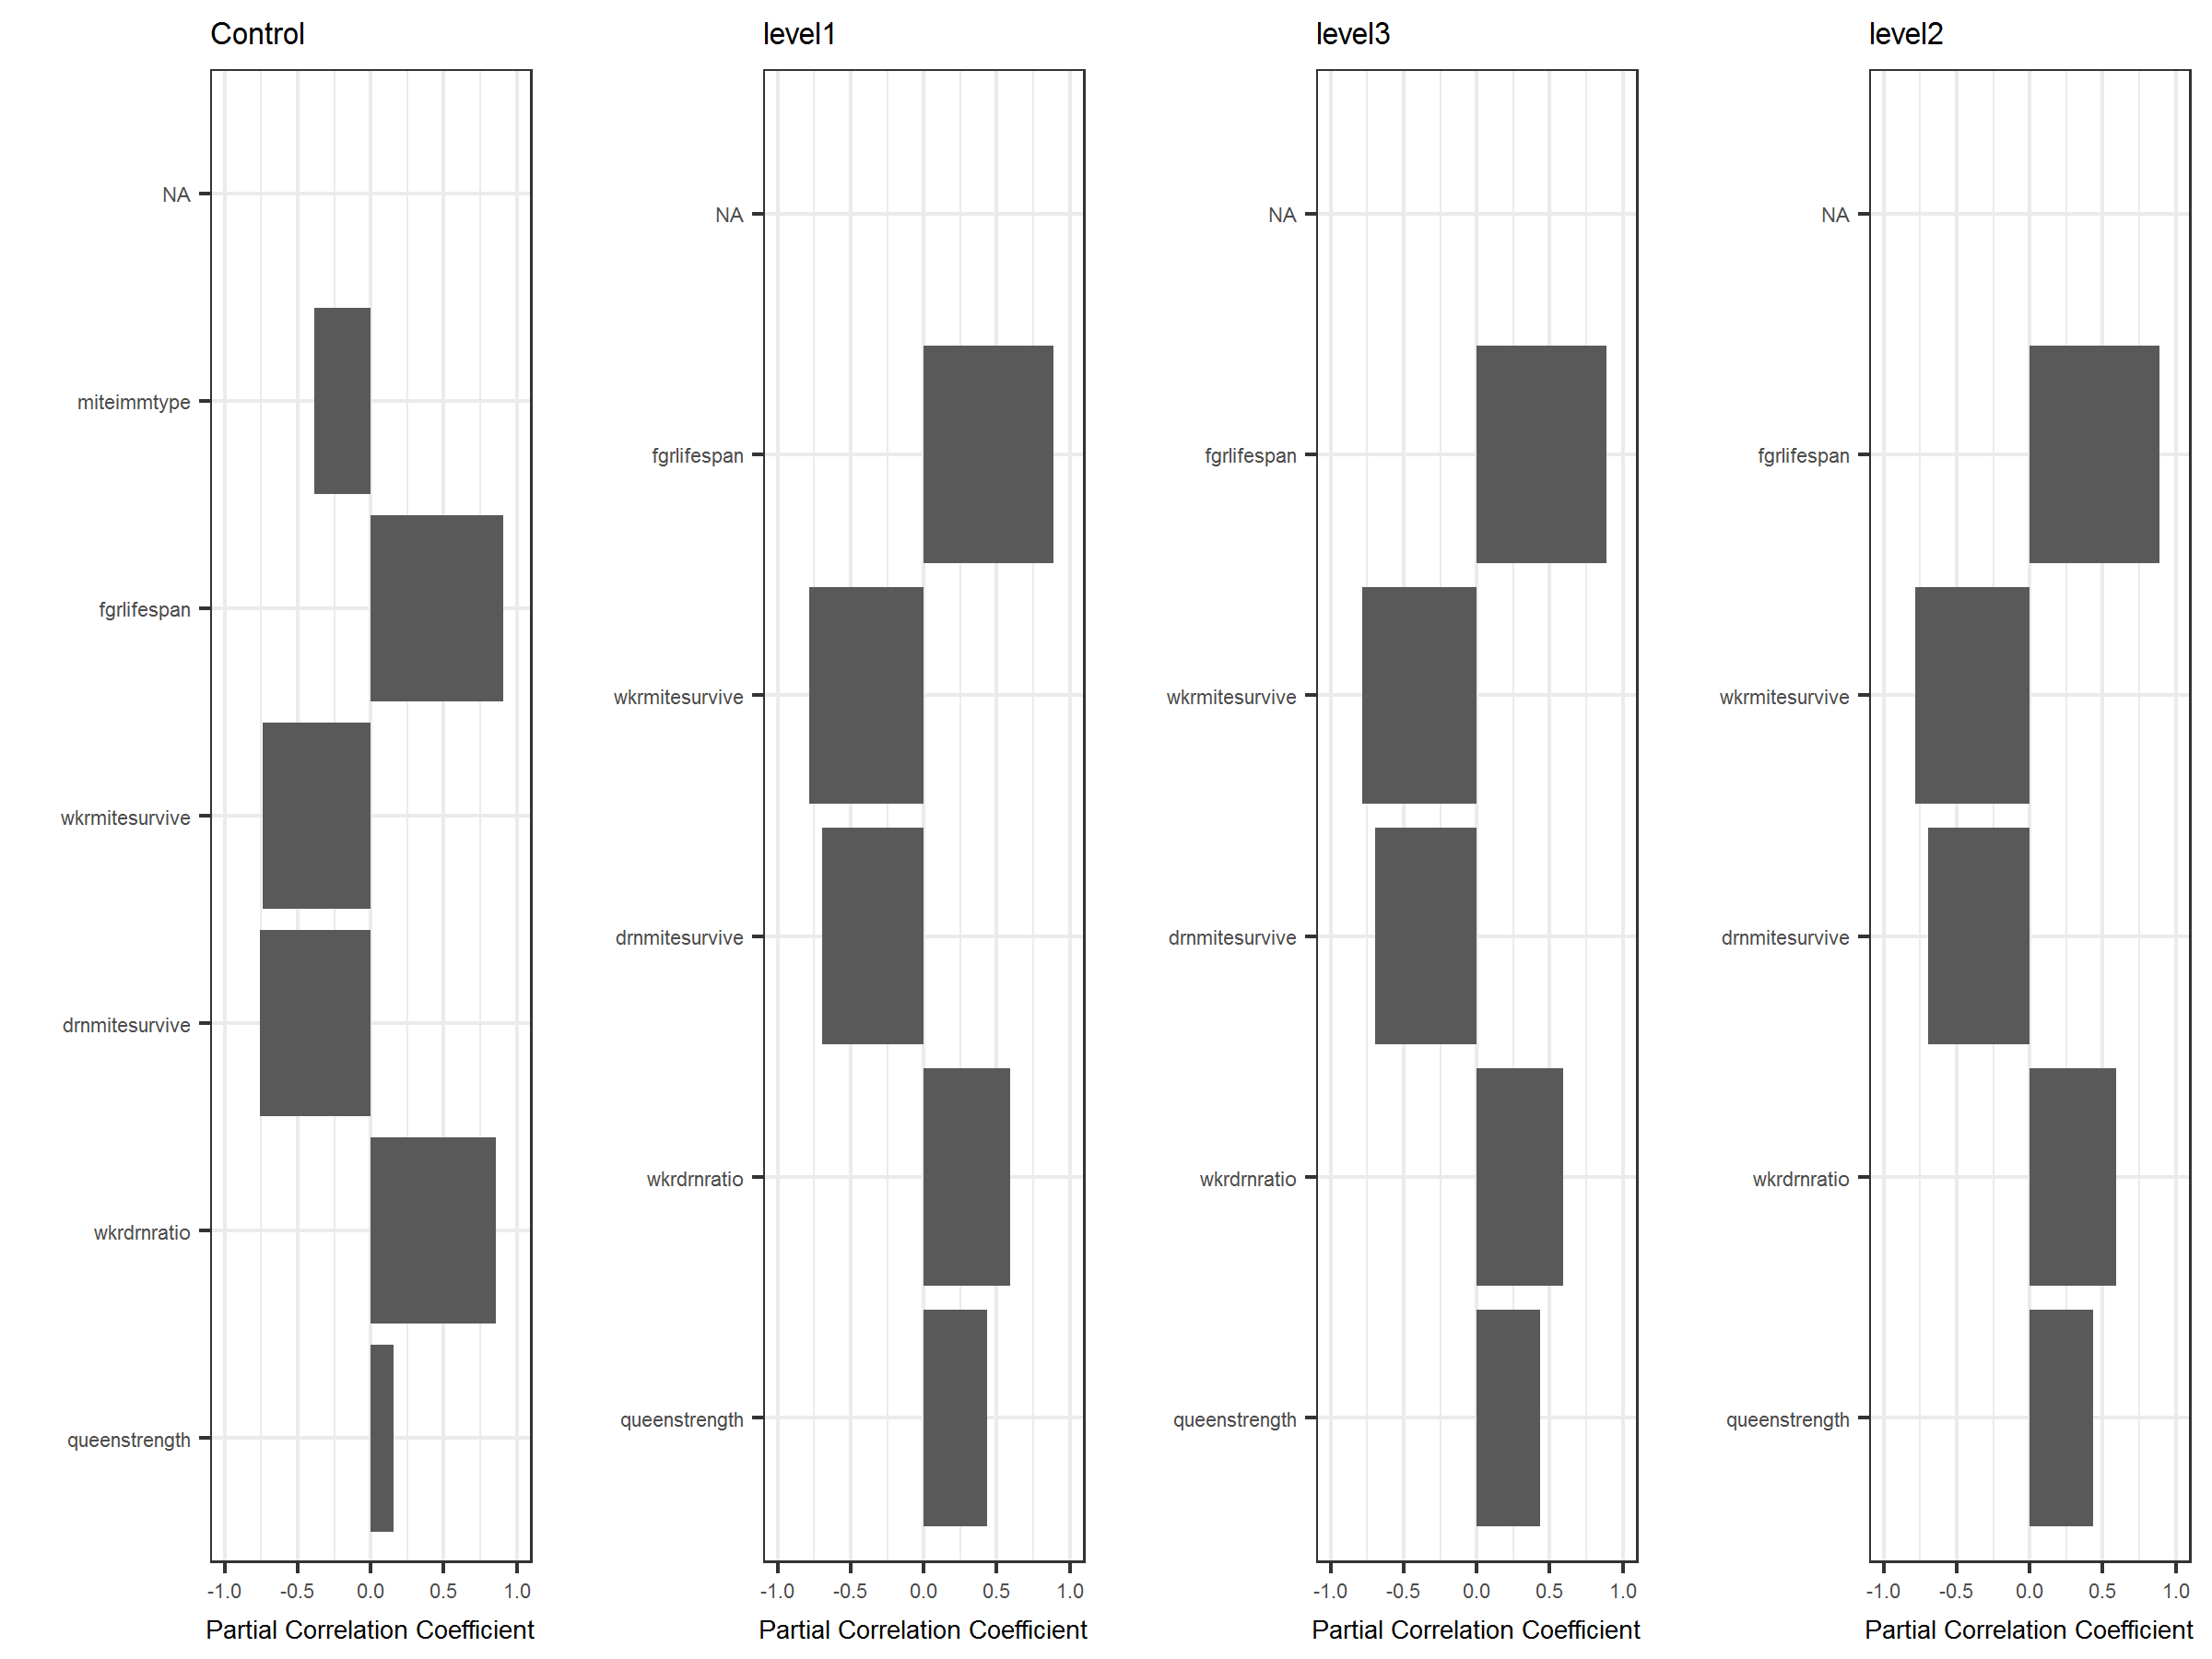 Control
NA
miteimmtype
fgrlifespan
wkrmitesurvive
drnmitesurvive
wkrdrnratio
queenstrength
-1.0 -0.5 0.0 0.5 1.0
Partial Correlation Coefficient
level1
NA
fgrlifespan
wkrmitesurvive
drnmitesurvive
wkrdrnratio
queenstrength
-1.0 -0.5 0.0 0.5 1.0
Partial Correlation Coefficient
level3
NA
fgrlifespan
wkrmitesurvive
drnmitesurvive
wkrdrnratio
queenstrength
-1.0 -0.5 0.0 0.5 1.0
Partial Correlation Coefficient
level2
NA
fgrlifespan
wkrmitesurvive
drnmitesurvive
wkrdrnratio
queenstrength
-1.0 -0.5 0.0 0.5 1.0
Partial Correlation Coefficient